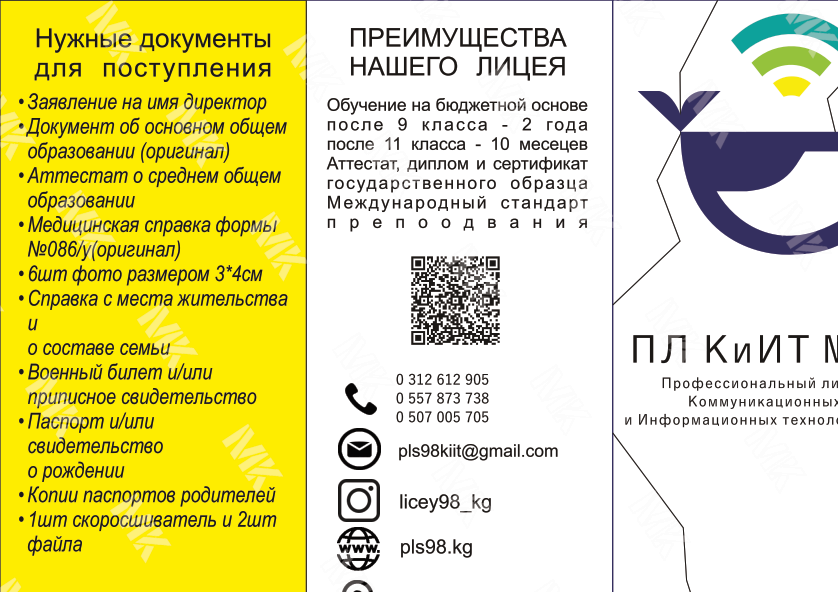 Нужные документы
для поступления
•Заявление на имя директор
•Документ об основном общем
образовании (оригинал)
•Аттестат о среднем общем
образовании
•Медицинская справка формы
№086/у(оригинал)
•6шт фото размером 3*4см
•Справка с места жительства
и
о составе семьи
•Военный билет и/или
приписное свидетельство
•Паспорт и/или
свидетельство
о рождении
•Копии паспортов родителей
•1шт скоросшиватель и 2шт
файла
ПРЕИМУЩЕСТВА
НАШЕГО ЛИЦЕЯ
Обучение на бюджетной основе
после 9 класса - 2 года
после 11 класса - 10 месецев
Аттестат, диплом и сертификат
государственного образца
Международный стандарт
препоодвания
0 312 612 905
0 557 873 738
0 507 005 705
pls98kiit@gmail.com
licey98_kg
www.
pls98.kg
ПЛ КиИТ
Профессиональный ли
Коммуникационных
и Информационных техноло